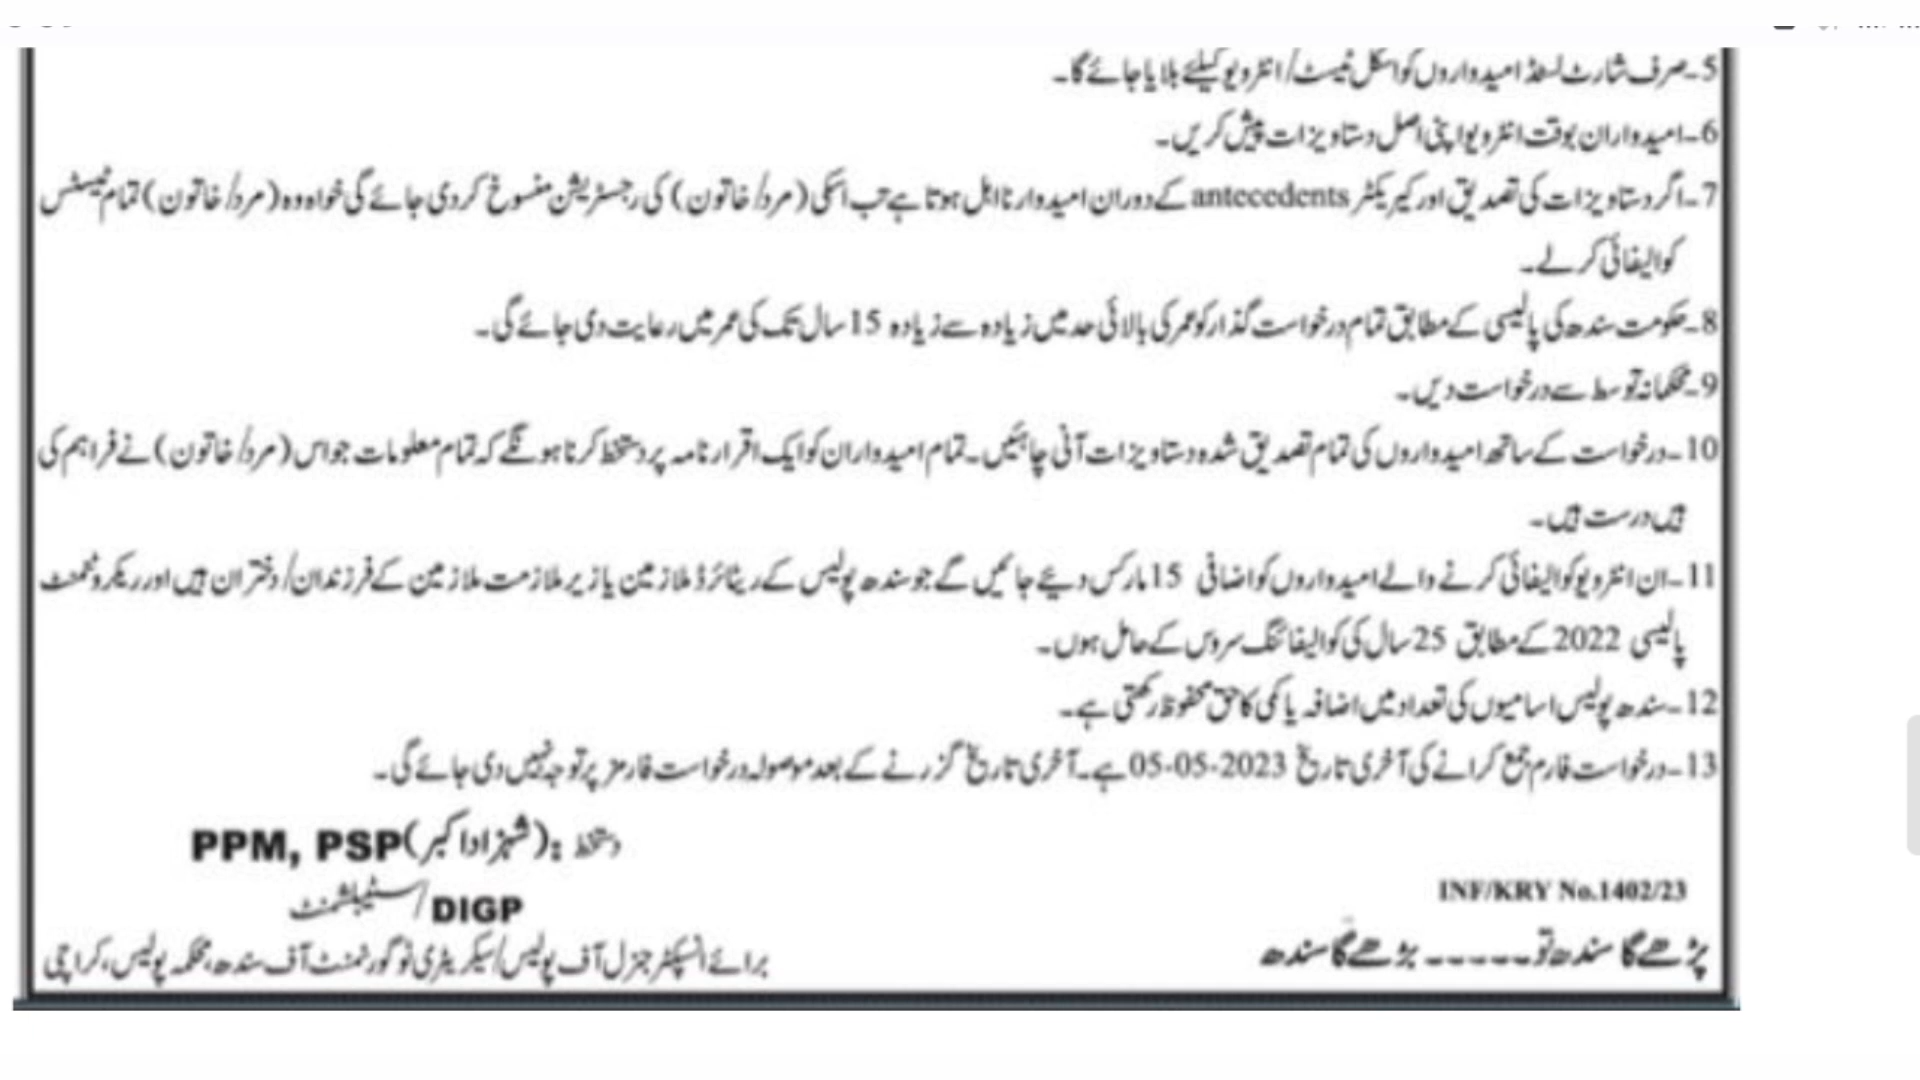 5-صرف شارٹ لسٹڈ امیدواروں کو اسکل ٹیسٹ/انٹرویو کیلئے بلایا جائے گا۔
6-امیدواران بوقت انٹرویو اپنی اصل دستاویزات پیش کریں۔
7-اگر دستاویزات کی تصدیق اور کیریکٹر antecedents کے دوران امیدوار نااہل ہوتا ہے تب اسکی (مرد/خاتون) کی رجسٹریشن منسوخ کردی جائے گی خواہ وہ (مرد/خاتون) تمام ٹیسٹس
کوالیفائی کرلے۔
8-حکومت سندھ کی پالیسی کے مطابق تمام درخواست گذار کو عمر کی بالائی حد میں زیادہ سے زیادہ 15 سال تک کی عمر میں رعایت دی جائے گی۔
9-محکمانہ توسط سے درخواست دیں۔
10-درخواست کے ساتھ امیدواروں کی تمام تصدیق شدہ دستاویزات آنی چاہئیں۔ تمام امیدواران کو ایک اقرارنامہ پر دستخط کرنا ہونگے کہ تمام معلومات جو اس (مرد/خاتون) نے فراہم کی
ہیں درست ہیں۔
11-ان انٹرویو کوالیفائی کرنے والے امیدواروں کو اضافی 15 مارکس دیئے جائیں گے جو سندھ پولیس کے ریٹائرڈ ملازمین یا زیر ملازمت ملازمین کے فرزندان/دختران ہیں اور ریکروٹمنٹ
پالیسی 2022 کے مطابق 25 سال کی کوالیفائنگ سروس کے حامل ہوں۔
12-سندھ پولیس اسامیوں کی تعداد میں اضافہ یا کمی کا حق محفوظ رکھتی ہے۔
13-درخواست فارم جمع کرانے کی آخری تاریخ 05-05-2023 ہے۔ آخری تاریخ گزرنے کے بعد موصولہ درخواست فارمز پر توجہ نہیں دی جائے گی۔
دستخط :(شہزاد اکبر) PPM, PSP
DIGP/اسٹیبلشمنٹ
INF/KRY No.1402/23
برائے انسپکٹر جنرل آف پولیس/سیکریٹری ٹو گورنمنٹ آف سندھ، محکمہ پولیس، کراچی
پڑھے گا سندھ تو------ بڑھے گا سندھ